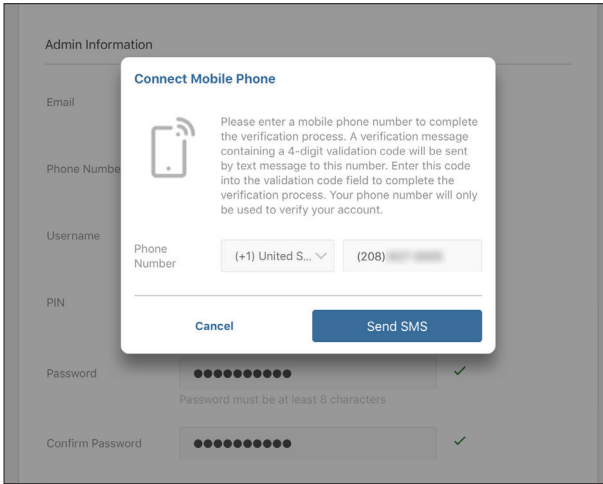 Admin Information
Connect Mobile Phone
Email
Please enter a mobile phone number to complete
the verification process. A verification message
containing a 4-digit validation code will be sent
by text message to this number. Enter this code
into the validation code field to complete the
verification process. Your phone number will only
be used to verify your account.
Phone Numbe
Username
Phone
Number
(+1) United S...
(208)
PIN
Cancel
Send SMS
Password
●●●●●●●●●●
Password must be at least 8 characters
Confirm Password
●●●●●●●●●●